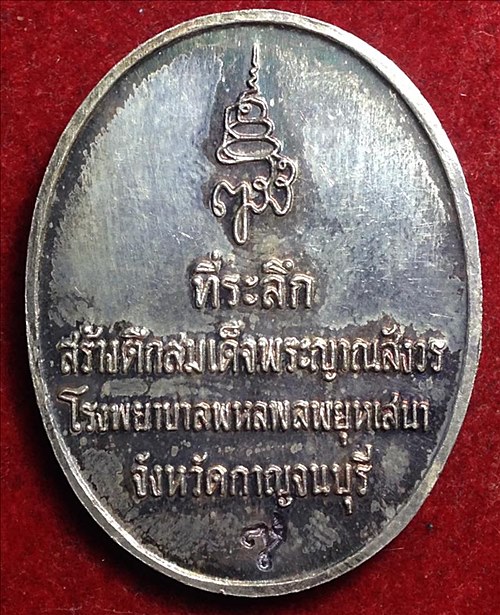 ที่ระลึก
สร้างตึกสมเด็จพระญาณสังวร
โรงพยาบาลพหลพลพยุหเสนา
จังหวัดกาญจนบุรี